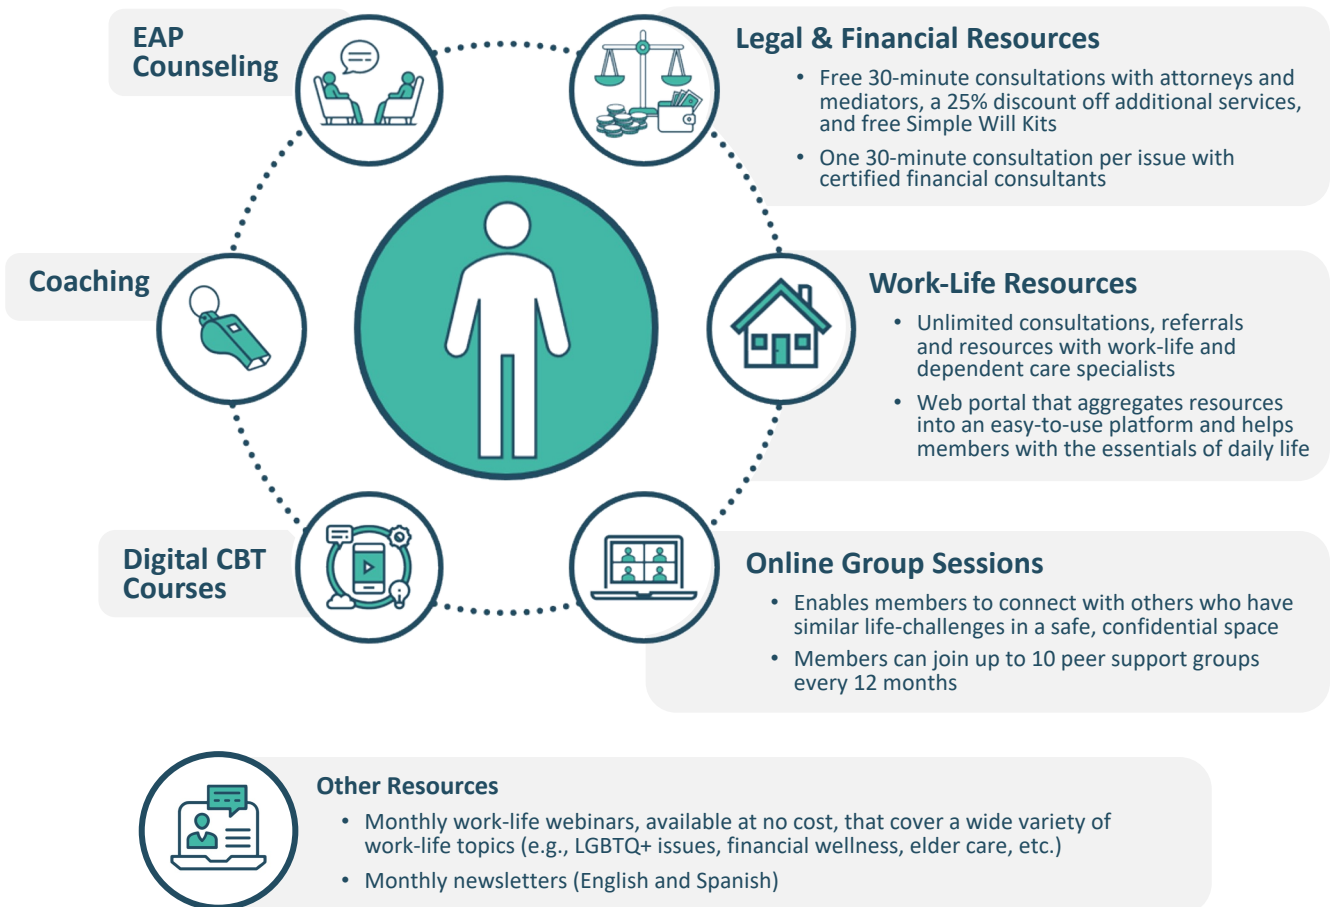 EAP
Counseling
Legal & Financial Resources
• Free 30-minute consultations with attorneys and
mediators, a 25% discount off additional services,
and free Simple Will Kits
• One 30-minute consultation per issue with
certified financial consultants
Coaching
Work-Life Resources
• Unlimited consultations, referrals
and resources with work-life and
dependent care specialists
• Web portal that aggregates resources
into an easy-to-use platform and helps
members with the essentials of daily life
Digital CBT
Courses
Online Group Sessions
• Enables members to connect with others who have
similar life-challenges in a safe, confidential space
• Members can join up to 10 peer support groups
every 12 months
Other Resources
• Monthly work-life webinars, available at no cost, that cover a wide variety of
work-life topics (e.g., LGBTQ+ issues, financial wellness, elder care, etc.)
• Monthly newsletters (English and Spanish)